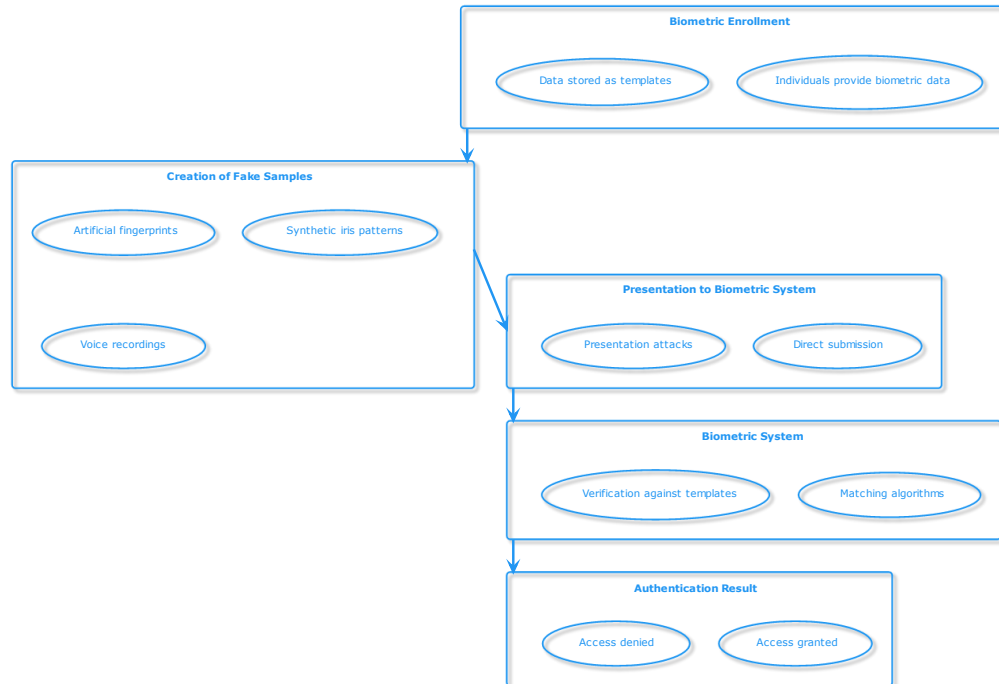 Biometric Enrollment
Data stored as templates
Individuals provide biometric data
Creation of Fake Samples
Artificial fingerprints
Synthetic iris patterns
Voice recordings
Presentation to Biometric System
Presentation attacks
Direct submission
Biometric System
Verification against templates
Matching algorithms
Authentication Result
Access denied
Access granted